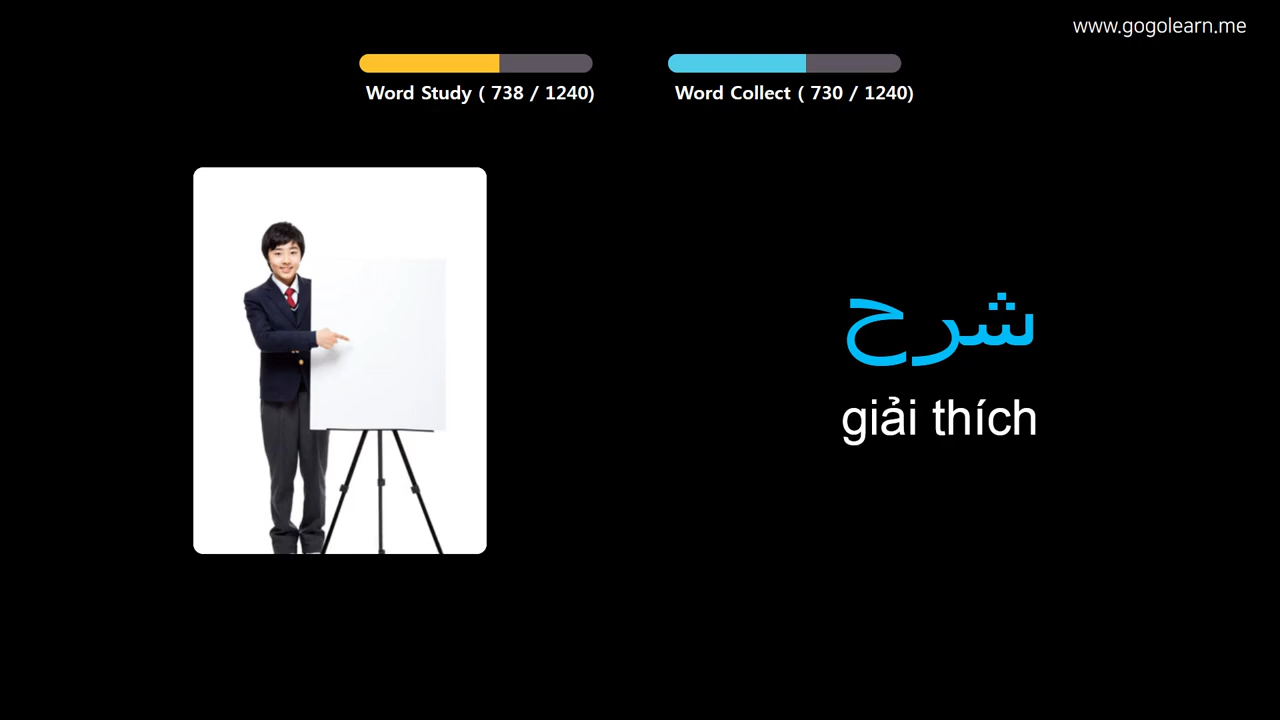 www.gogolearn.me
Word Study ( 738 / 1240)
Word Collect ( 730 / 1240)
شرح
giải thích